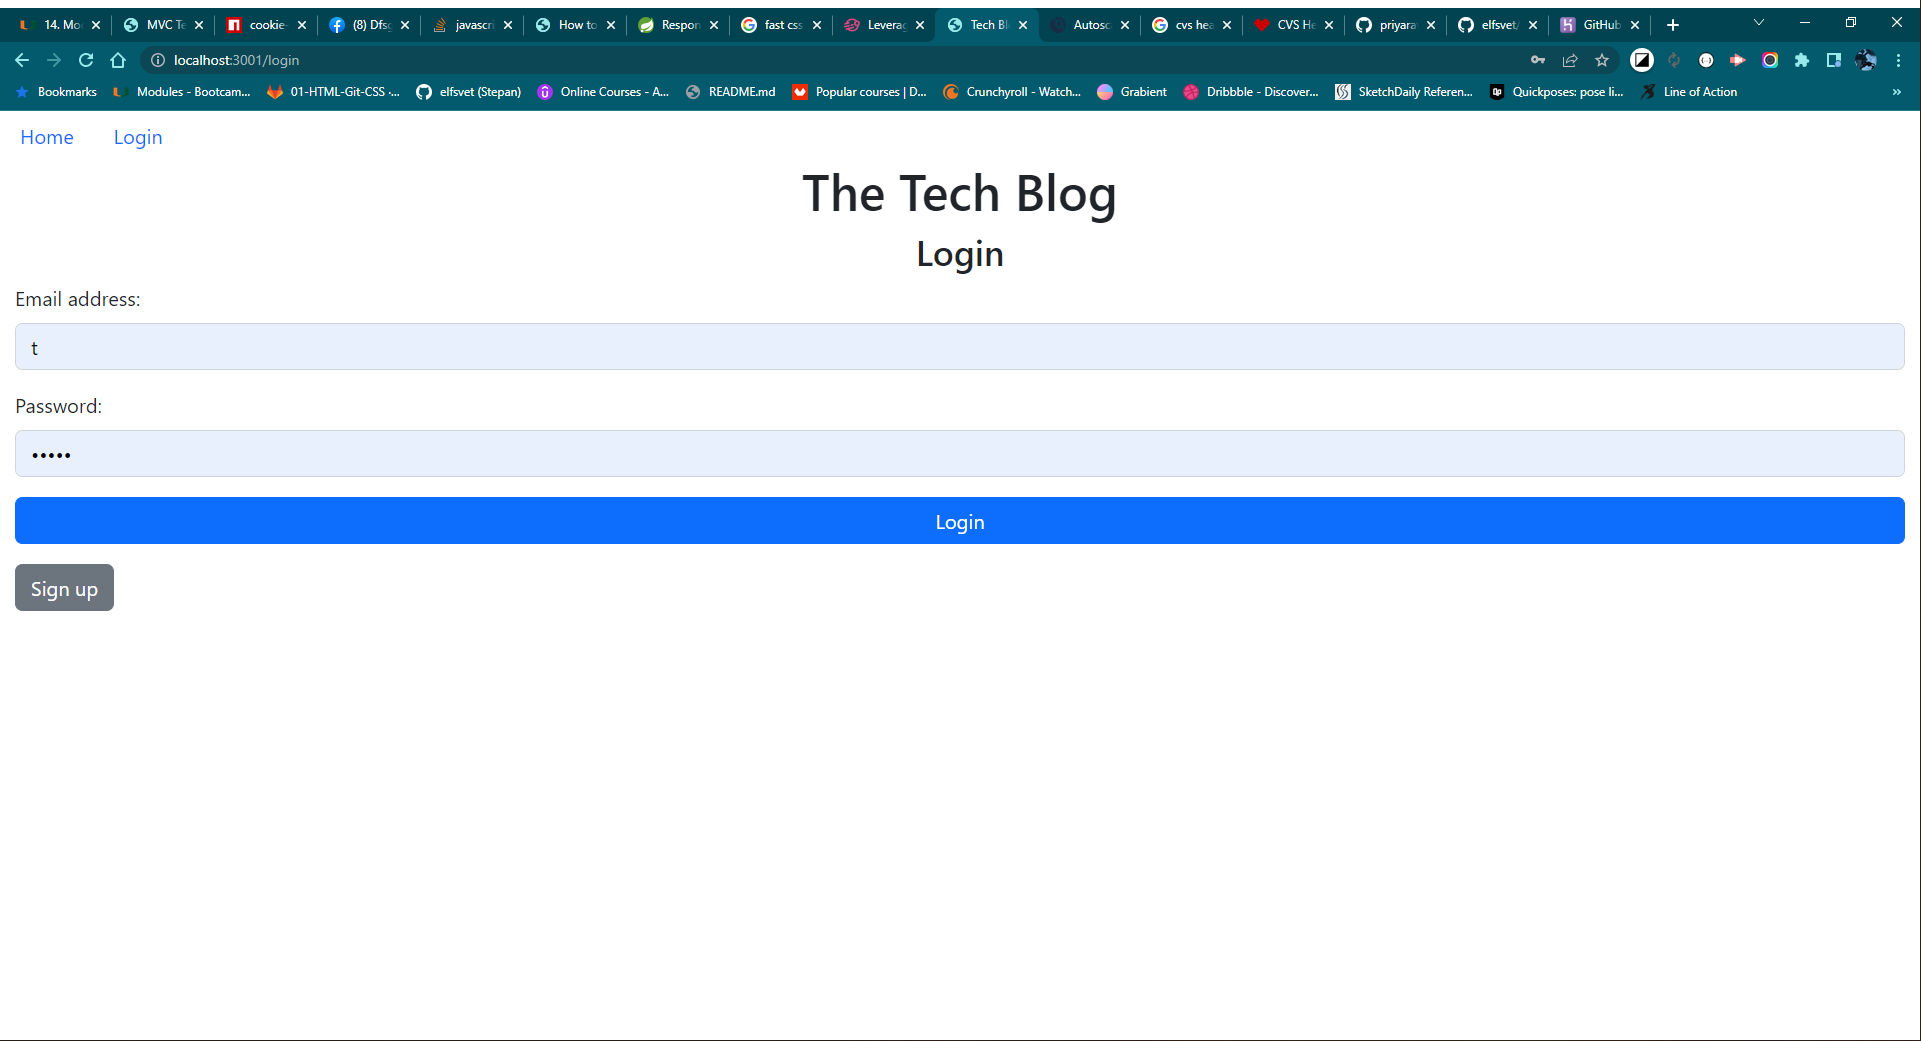 14. Mo MVC Te cookie- (8) Dfsg javascri How to Respon fast css Leverag Tech Bl Autosc cvs hea CVS He priyara elfsvet/ GitHub
localhost:3001/login
Bookmarks Modules - Bootcam... 01-HTML-Git-CSS ·... elfsvet (Stepan) Online Courses - A... README.md Popular courses | D... Crunchyroll - Watch... Grabient Dribbble - Discover... SketchDaily Referen... Quickposes: pose li... Line of Action »
Home Login
The Tech Blog
Login
Email address:
t
Password:
•••••
Login
Sign up